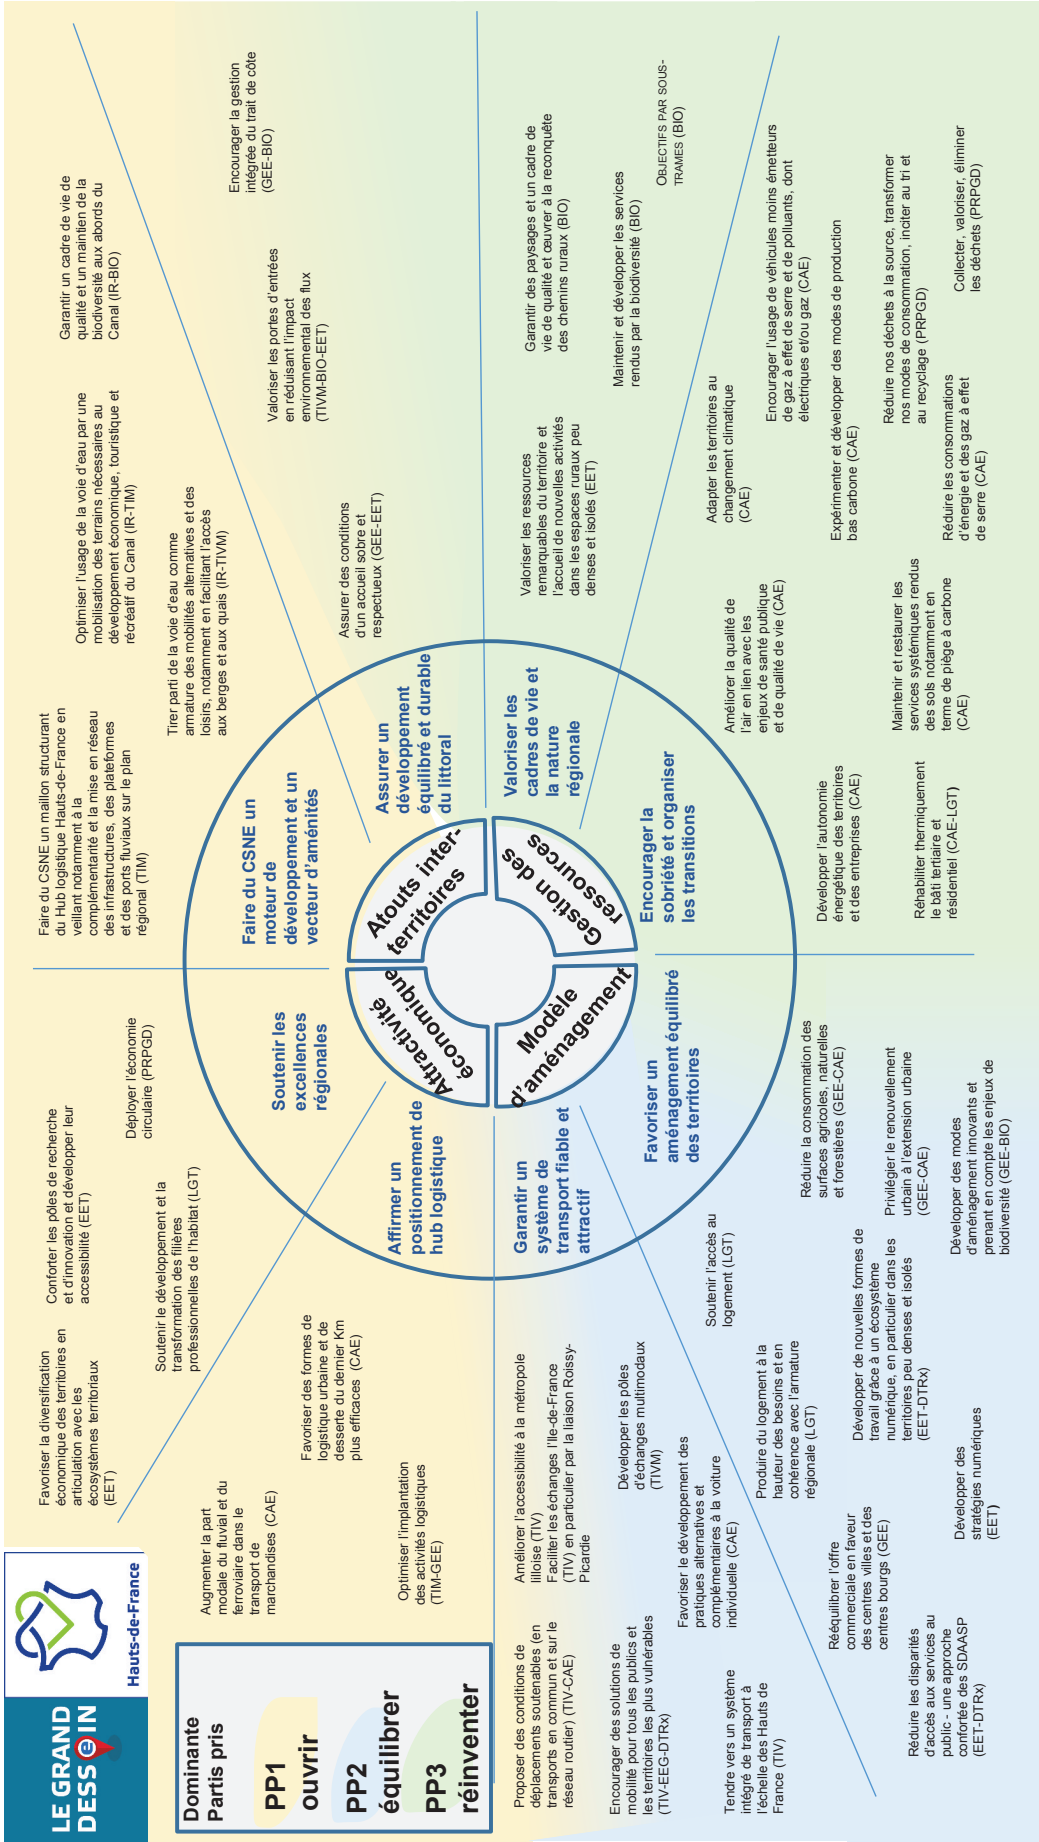 LE GRAND
DESSEIN
Hauts-de-France
Dominante
Partis pris
PP1
ouvrir
PP2
équilibrer
PP3
réinventer
Favoriser la diversification
économique des territoires en
articulation avec les
écosystèmes territoriaux
(EET)
Conforter les pôles de recherche
et d'innovation et développer leur
accessibilité (EET)
Déployer l'économie
circulaire (PRPGD)
Soutenir le développement et la
transformation des filières
professionnelles de l'habitat (LGT)
Augmenter la part
modale du fluvial et du
ferroviaire dans le
transport de
marchandises (CAE)
Favoriser des formes de
logistique urbaine et de
desserte du dernier Km
plus efficaces (CAE)
Optimiser l'implantation
des activités logistiques
(TIM-GEE)
Faire du CSNE un maillon structurant
du Hub logistique Hauts-de-France en
veillant notamment à la
complémentarité et la mise en réseau
des infrastructures, des plateformes
et des ports fluviaux sur le plan
régional (TIM)
Optimiser l'usage de la voie d'eau par une
mobilisation des terrains nécessaires au
développement économique, touristique et
récréatif du Canal (IR-TIM)
Garantir un cadre de vie de
qualité et un maintien de la
biodiversité aux abords du
Canal (IR-BIO)
Tirer parti de la voie d'eau comme
armature des mobilités alternatives et des
loisirs, notamment en facilitant l'accès
aux berges et aux quais (IR-TIVM)
Encourager la gestion
intégrée du trait de côte
(GEE-BIO)
Valoriser les portes d'entrées
en réduisant l'impact
environnemental des flux
(TIVM-BIO-EET)
Assurer des conditions
d'un accueil sobre et
respectueux (GEE-EET)
Soutenir les
excellences
régionales
Faire du CSNE un
moteur de
développement et un
vecteur d'aménités
Affirmer un
positionnement de
hub logistique
Assurer un
développement
équilibré et durable
du littoral
Attractivité
économique
Atouts inter-
territoires
Modèle
d'aménagement
Gestion des
ressources
Garantir un
système de
transport fiable et
attractif
Valoriser les
cadres de vie et
la nature
régionale
Favoriser un
aménagement équilibré
des territoires
Encourager la
sobriété et organiser
les transitions
Proposer des conditions de
déplacements soutenables (en
transports en commun et sur le
réseau routier) (TIV-CAE)
Améliorer l'accessibilité à la métropole
lilloise (TIV)
Faciliter les échanges l'Ile-de-France
(TIV) en particulier par la liaison Roissy-
Picardie
Encourager des solutions de
mobilité pour tous les publics et
les territoires les plus vulnérables
(TIV-EEG-DTRx)
Développer les pôles
d'échanges multimodaux
(TIVM)
Favoriser le développement des
pratiques alternatives et
complémentaires à la voiture
individuelle (CAE)
Tendre vers un système
intégré de transport à
l'échelle des Hauts de
France (TIV)
Soutenir l'accès au
logement (LGT)
Produire du logement à la
hauteur des besoins et en
cohérence avec l'armature
régionale (LGT)
Réduire la consommation des
surfaces agricoles, naturelles
et forestières (GEE-CAE)
Rééquilibrer l'offre
commerciale en faveur
des centres villes et des
centres bourgs (GEE)
Développer de nouvelles formes de
travail grâce à un écosystème
numérique, en particulier dans les
territoires peu denses et isolés
(EET-DTRx)
Privilégier le renouvellement
urbain à l'extension urbaine
(GEE-CAE)
Réduire les disparités
d'accès aux services au
public - une approche
confortée des SDAASP
(EET-DTRx)
Développer des
stratégies numériques
(EET)
Développer des modes
d'aménagement innovants et
prenant en compte les enjeux de
biodiversité (GEE-BIO)
Valoriser les ressources
remarquables du territoire et
l'accueil de nouvelles activités
dans les espaces ruraux peu
denses et isolés (EET)
Garantir des paysages et un cadre de
vie de qualité et œuvrer à la reconquête
des chemins ruraux (BIO)
Maintenir et développer les services
rendus par la biodiversité (BIO)
OBJECTIFS PAR SOUS-
TRAMES (BIO)
Adapter les territoires au
changement climatique
(CAE)
Améliorer la qualité de
l'air en lien avec les
enjeux de santé publique
et de qualité de vie (CAE)
Encourager l'usage de véhicules moins émetteurs
de gaz à effet de serre et de polluants, dont
électriques et/ou gaz (CAE)
Développer l'autonomie
énergétique des territoires
et des entreprises (CAE)
Expérimenter et développer des modes de production
bas carbone (CAE)
Maintenir et restaurer les
services systémiques rendus
des sols notamment en
terme de piège à carbone
(CAE)
Réduire nos déchets à la source, transformer
nos modes de consommation, inciter au tri et
au recyclage (PRPGD)
Réhabiliter thermiquement
le bâti tertiaire et
résidentiel (CAE-LGT)
Réduire les consommations
d'énergie et des gaz à effet
de serre (CAE)
Collecter, valoriser, éliminer
les déchets (PRPGD)